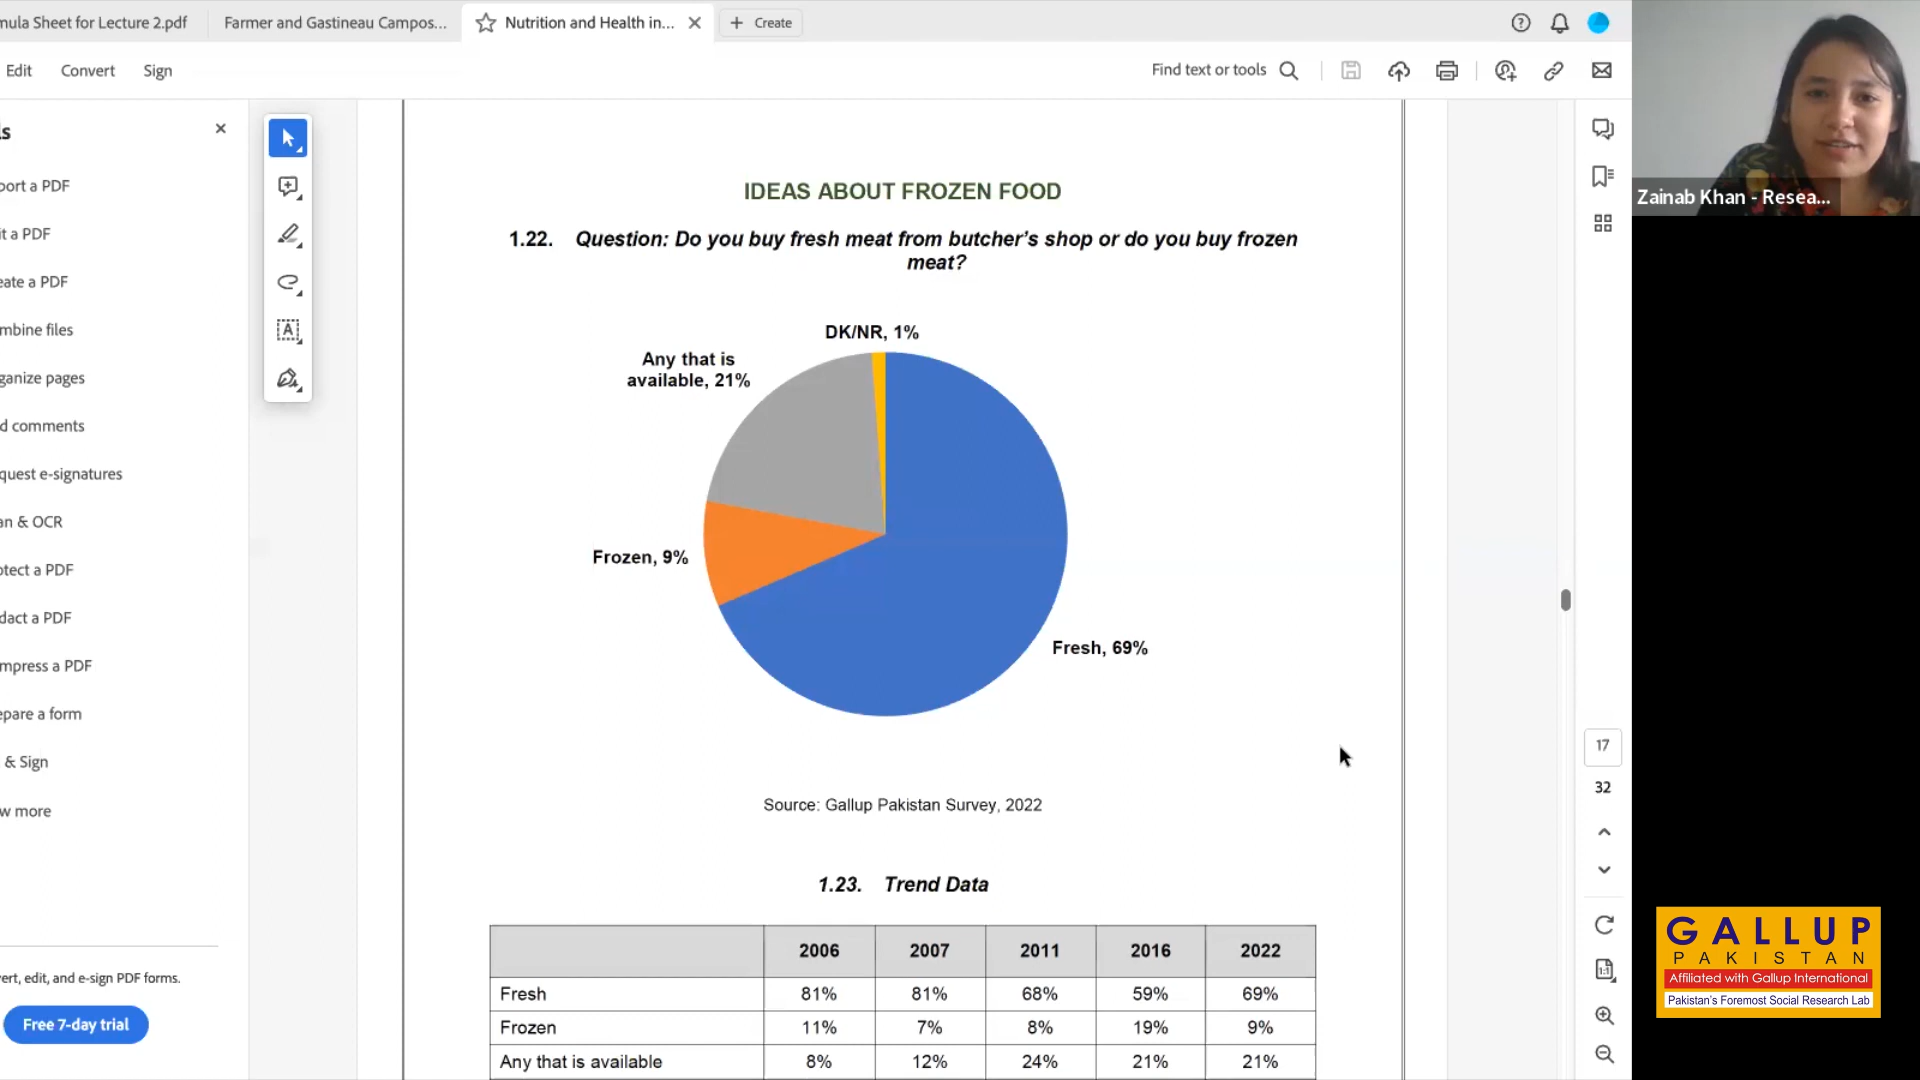 mula Sheet for Lecture 2.pdf
Farmer and Gastineau Campos...
Nutrition and Health in...
Create
Edit
Convert
Sign
Find text or tools
ls
port a PDF
it a PDF
eate a PDF
mbine files
ganize pages
d comments
quest e-signatures
an & OCR
otect a PDF
dact a PDF
mpress a PDF
epare a form
& Sign
w more
vert, edit, and e-sign PDF forms.
Free 7-day trial
IDEAS ABOUT FROZEN FOOD
1.22. Question: Do you buy fresh meat from butcher's shop or do you buy frozen
meat?
DK/NR, 1%
Any that is
available, 21%
Frozen, 9%
Fresh, 69%
Source: Gallup Pakistan Survey, 2022
1.23. Trend Data
2006 2007 2011 2016 2022
Fresh 81% 81% 68% 59% 69%
Frozen 11% 7% 8% 19% 9%
Any that is available 8% 12% 24% 21% 21%
17
32
1:1
Zainab Khan - Resea...
GALLUP
PAKISTAN
Affiliated with Gallup International
Pakistan's Foremost Social Research Lab